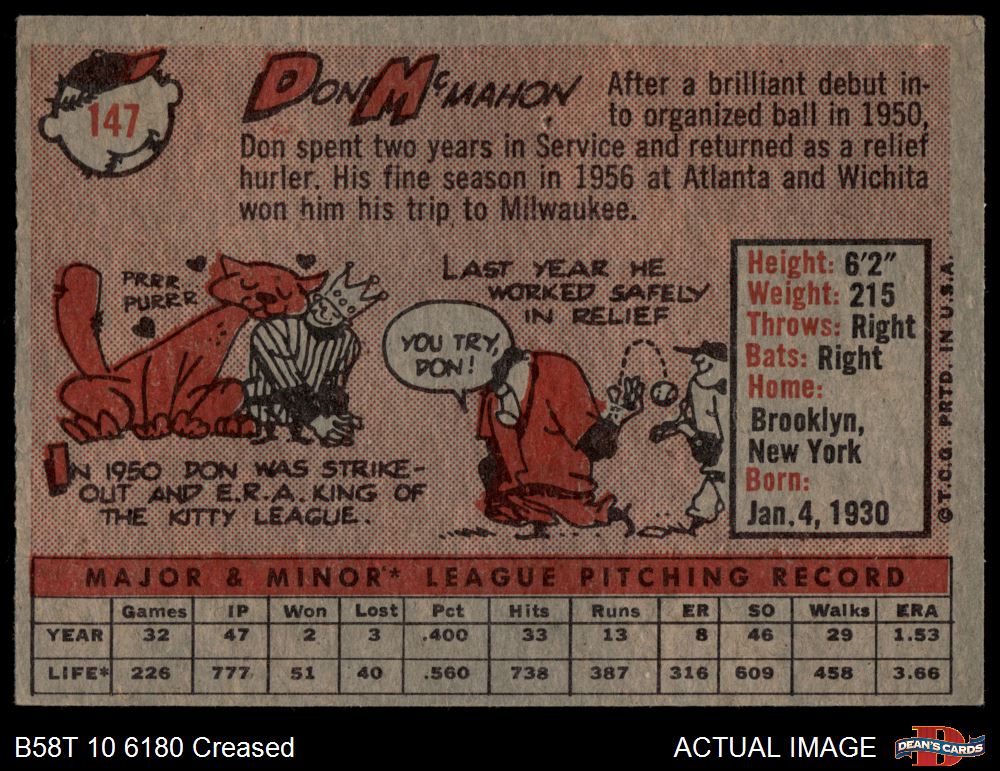 147
DON McMAHON
After a brilliant debut in-
to organized ball in 1950,
Don spent two years in Service and returned as a relief
hurler. His fine season in 1956 at Atlanta and Wichita
won him his trip to Milwaukee.
PRRR
PURRR
IN 1950 DON WAS STRIKE-
OUT AND E.R.A. KING OF
THE KITTY LEAGUE.
LAST YEAR HE
WORKED SAFELY
IN RELIEF
YOU TRY,
DON!
Height: 6'2"
Weight: 215
Throws: Right
Bats: Right
Home:
Brooklyn,
New York
Born:
Jan. 4, 1930
© T.C.G. PRTD. IN U.S.A.
MAJOR & MINOR* LEAGUE PITCHING RECORD
Games IP Won Lost Pct Hits Runs ER SO Walks ERA
YEAR 32 47 2 3 .400 33 13 8 46 29 1.53
LIFE* 226 777 51 40 .560 738 387 316 609 458 3.66
B58T 10 6180 Creased
ACTUAL IMAGE
DEAN'S CARDS